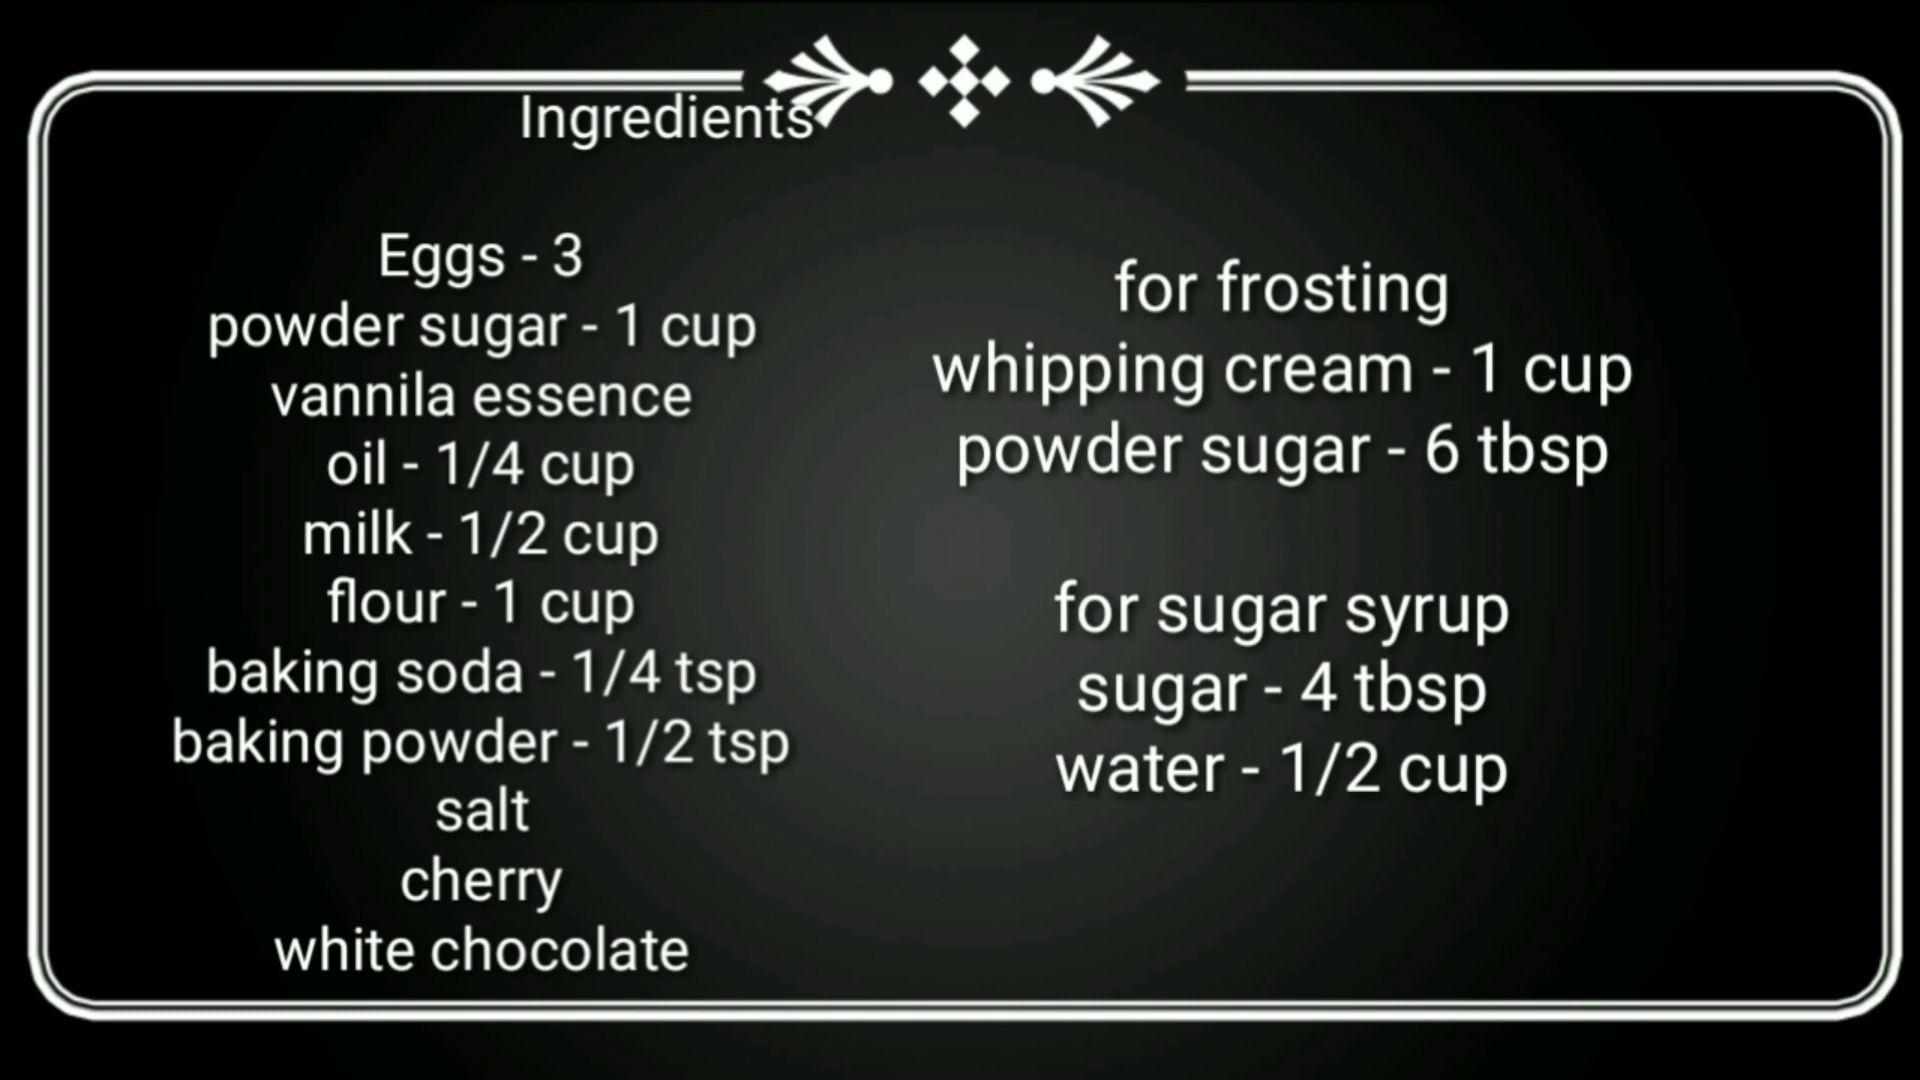 Ingredients
Eggs - 3
powder sugar - 1 cup
vannila essence
oil - 1/4 cup
milk - 1/2 cup
flour - 1 cup
baking soda - 1/4 tsp
baking powder - 1/2 tsp
salt
cherry
white chocolate
for frosting
whipping cream - 1 cup
powder sugar - 6 tbsp
for sugar syrup
sugar - 4 tbsp
water - 1/2 cup